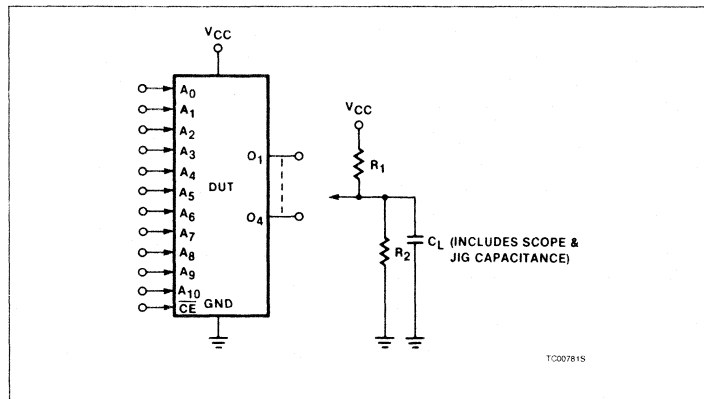 VCC
A0
A1
A2
A3
A4
A5
A6
A7
A8
A9
A10
CE GND
DUT
O1
O4
VCC
R1
R2
CL (INCLUDES SCOPE &
JIG CAPACITANCE)
TC00781S